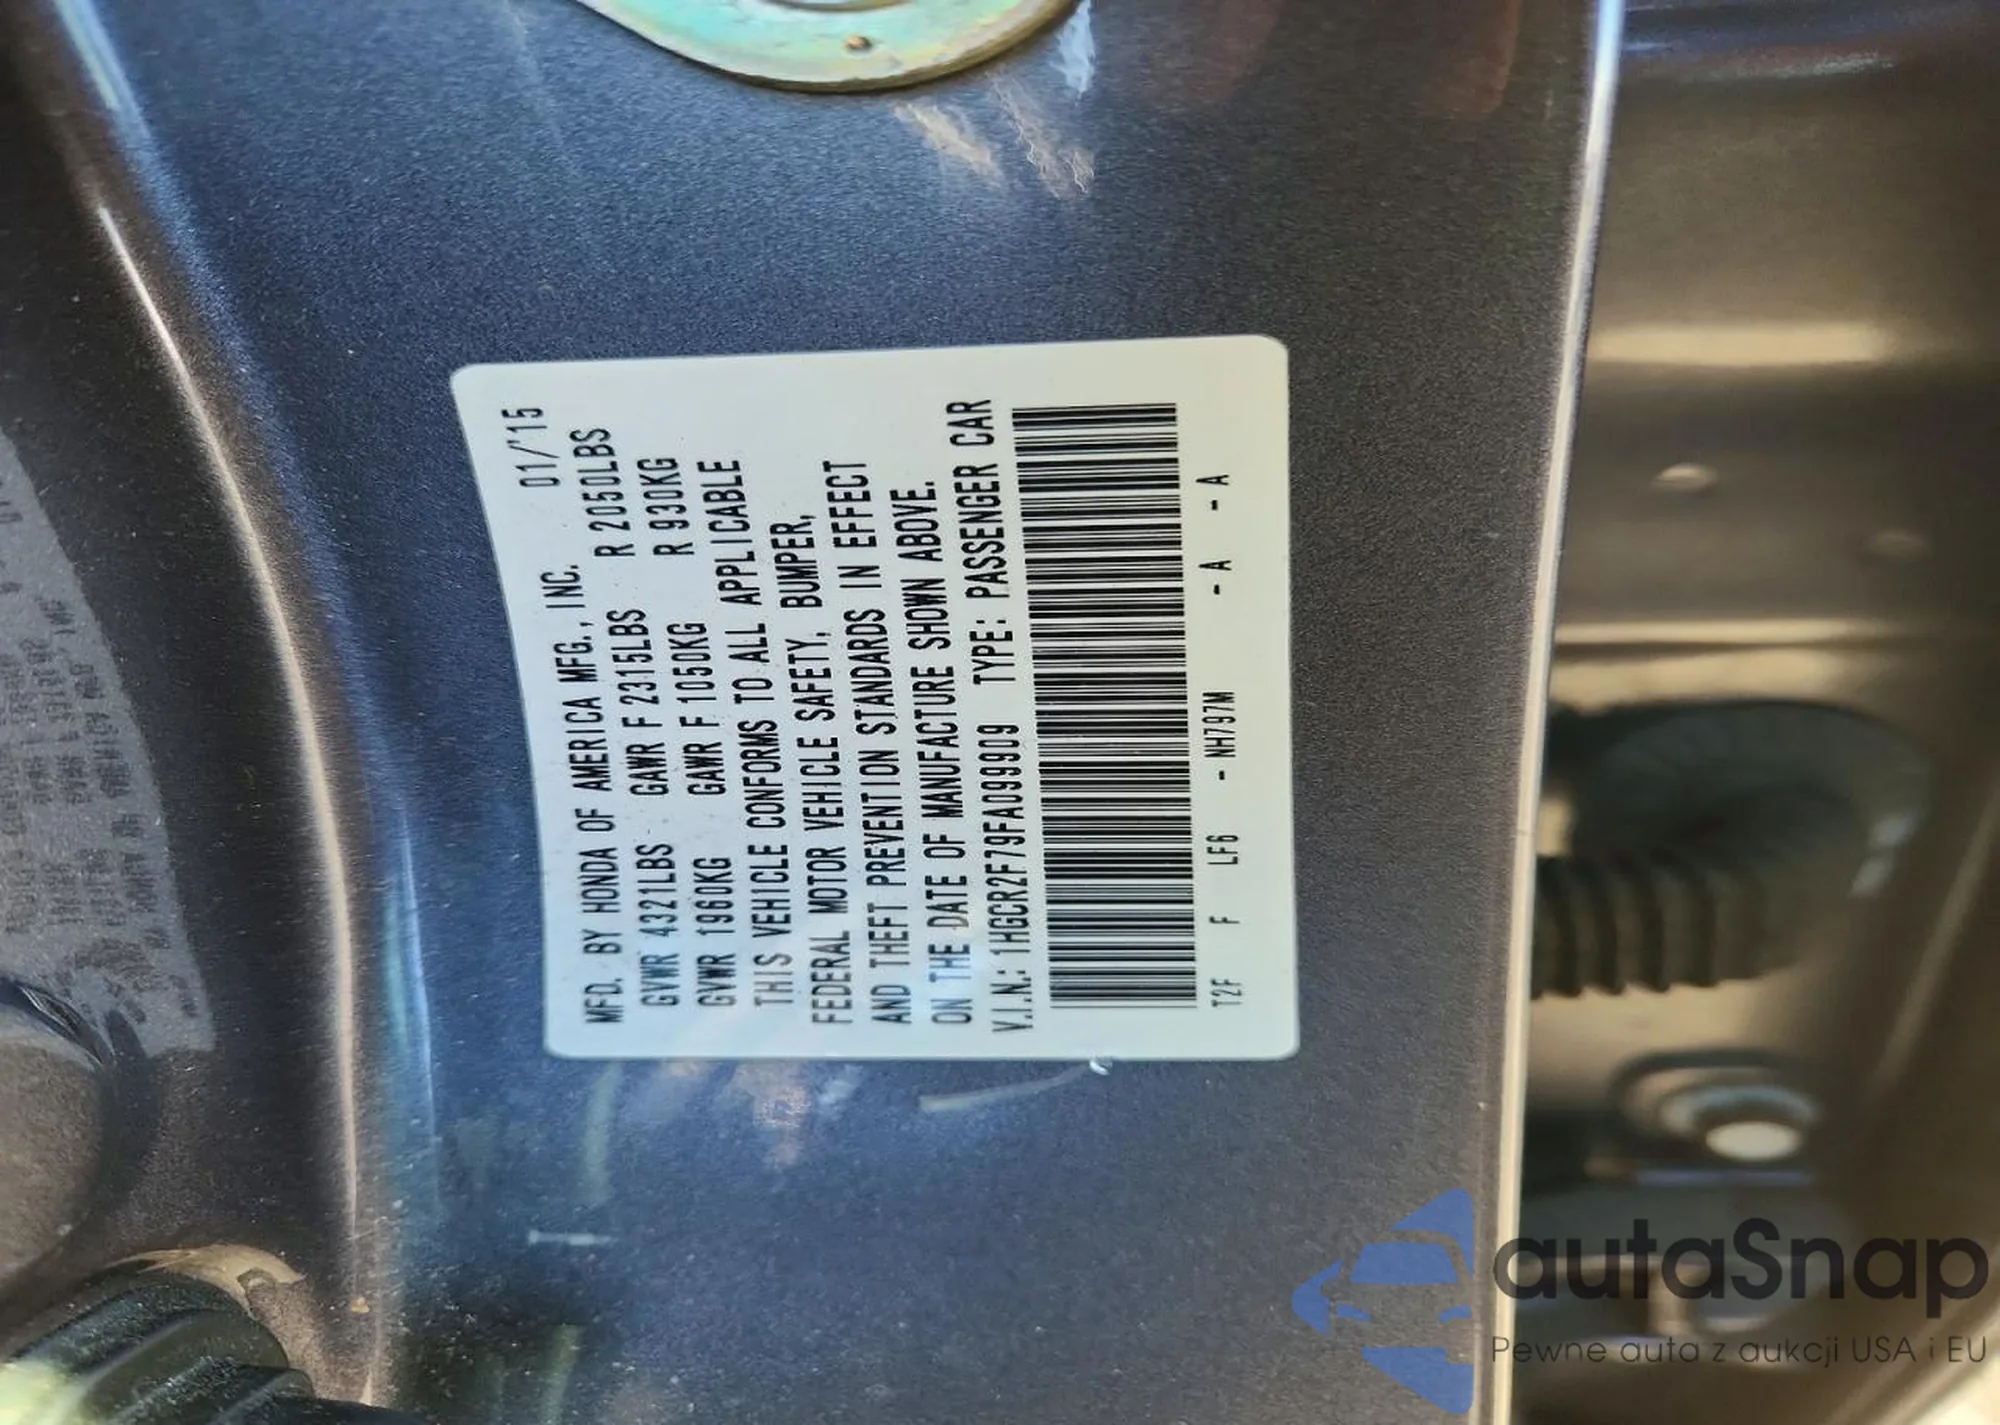 MFD. BY HONDA OF AMERICA MFG., INC. 01/'15
GVWR 4321LBS GAWR F 2315LBS R 2050LBS
GVWR 1960KG GAWR F 1050KG R 930KG
THIS VEHICLE CONFORMS TO ALL APPLICABLE
FEDERAL MOTOR VEHICLE SAFETY, BUMPER,
AND THEFT PREVENTION STANDARDS IN EFFECT
ON THE DATE OF MANUFACTURE SHOWN ABOVE.
V.I.N.: 1HGCR2F79FA099909 TYPE: PASSENGER CAR
T2F F LF6 - NH797M - A - A
autaSnap
Pewne auta z aukcji USA i EU